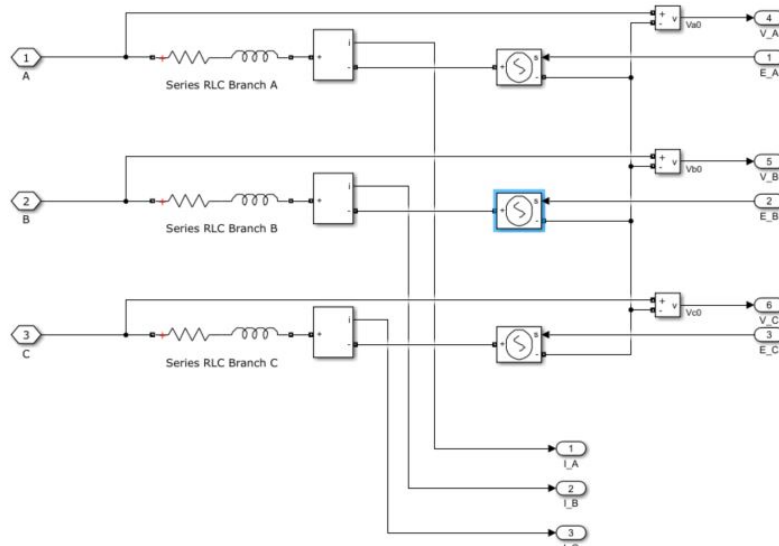 + v 4
-
Va0 V_A
1 i
+ + s 1
A - - E_A
Series RLC Branch A
+ v 5
-
Vb0 V_B
2 i
+ + s 2
B - - E_B
Series RLC Branch B
+ v 6
-
Vc0 V_C
3 i
+ + s 3
C - - E_C
Series RLC Branch C
1
I_A
2
I_B
3